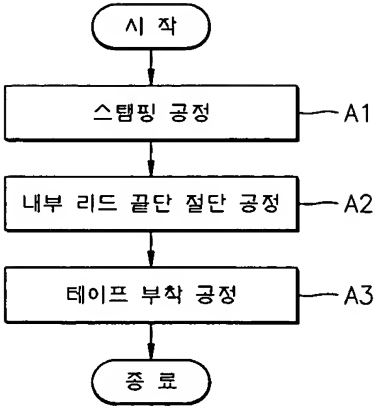 시 작
스탬핑 공정 A1
내부 리드 끝단 절단 공정 A2
테이프 부착 공정 A3
종 료